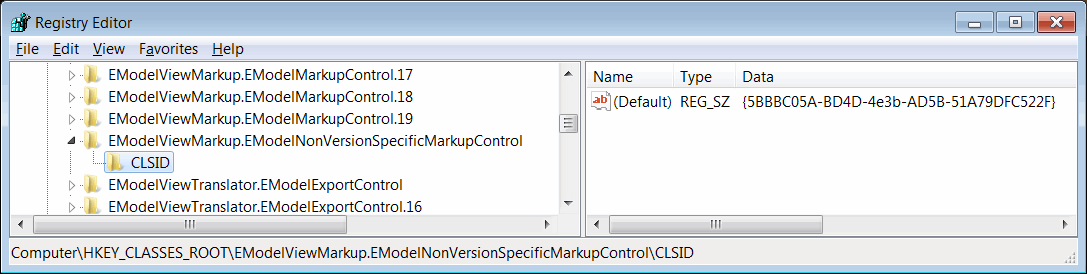 Registry Editor
File Edit View Favorites Help
EModelViewMarkup.EModelMarkupControl.17
EModelViewMarkup.EModelMarkupControl.18
EModelViewMarkup.EModelMarkupControl.19
EModelViewMarkup.EModelNonVersionSpecificMarkupControl
CLSID
EModelViewTranslator.EModelExportControl
EModelViewTranslator.EModelExportControl.16
Name Type Data
ab (Default) REG_SZ {5BBBC05A-BD4D-4e3b-AD5B-51A79DFC522F}
Computer\HKEY_CLASSES_ROOT\EModelViewMarkup.EModelNonVersionSpecificMarkupControl\CLSID